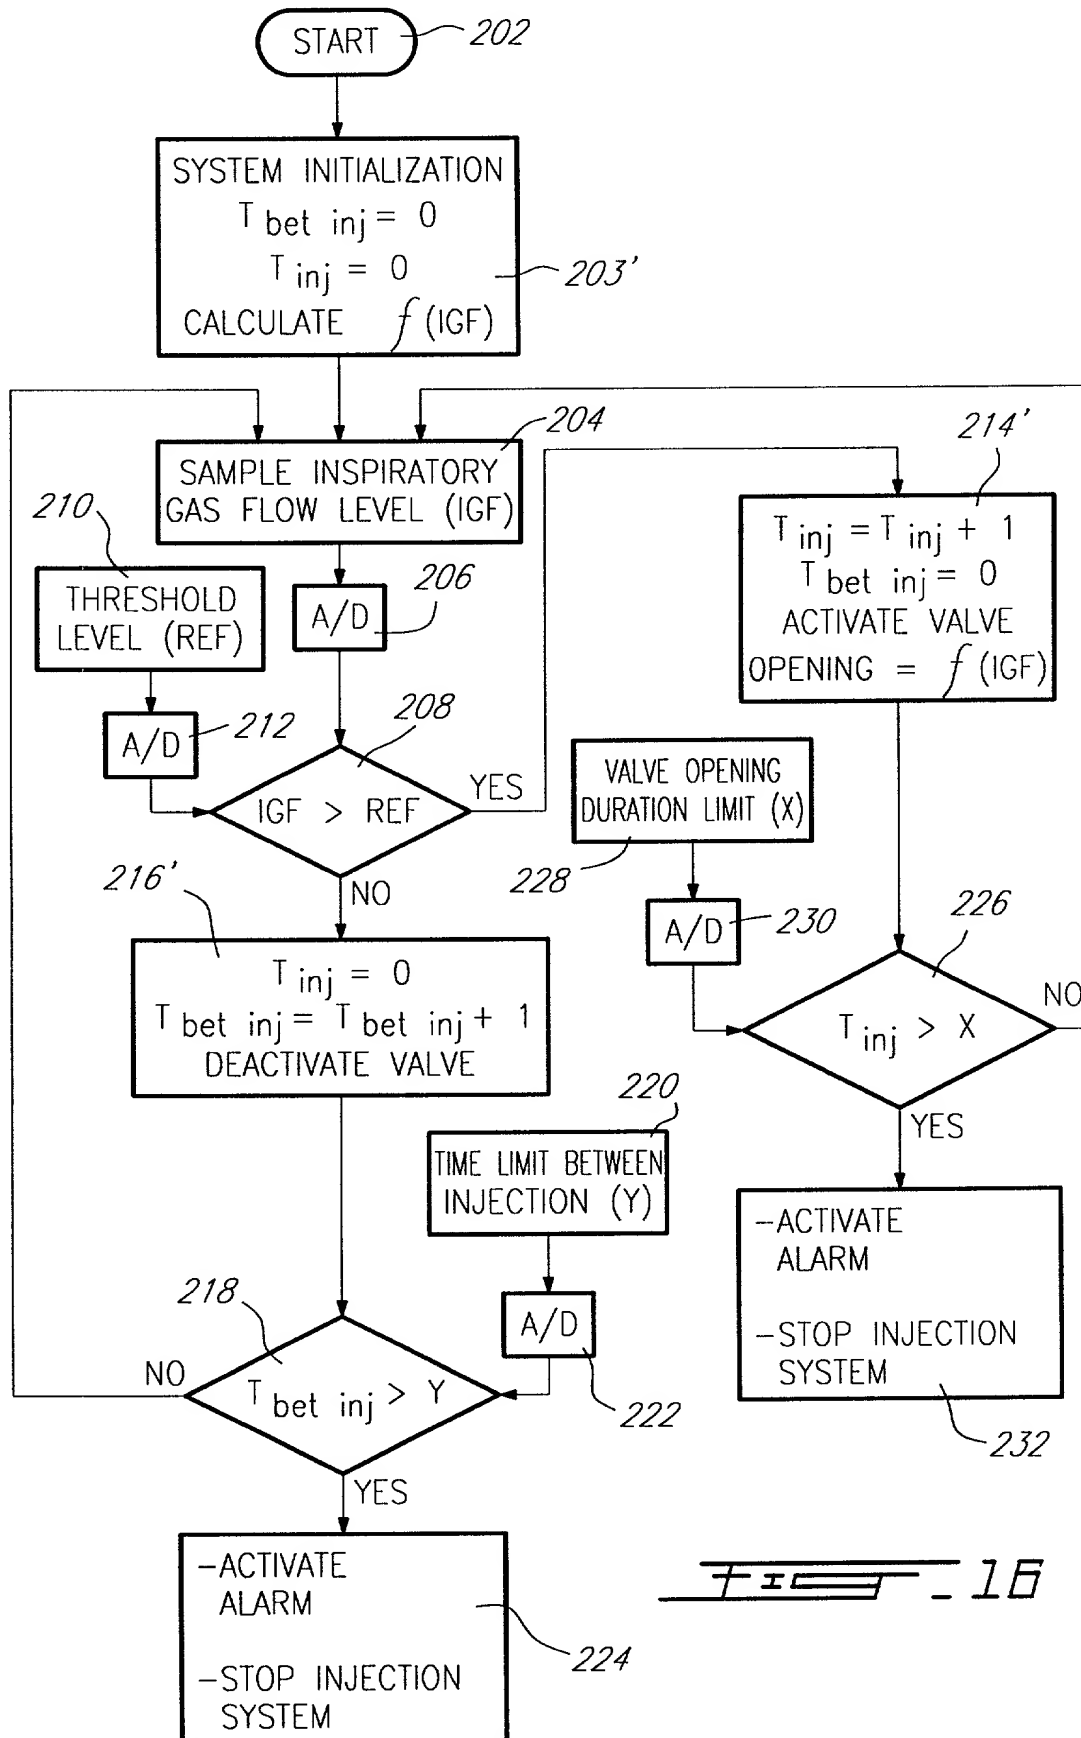 START
202
SYSTEM INITIALIZATION
T bet inj = 0
T inj = 0
CALCULATE f (IGF)
203'
204
SAMPLE INSPIRATORY
GAS FLOW LEVEL (IGF)
214'
T inj = T inj + 1
T bet inj = 0
ACTIVATE VALVE
OPENING = f (IGF)
210
THRESHOLD
LEVEL (REF)
206
A/D
212
A/D
208
IGF > REF
YES
NO
VALVE OPENING
DURATION LIMIT (X)
228
A/D
230
226
T inj > X
NO
YES
216'
T inj = 0
T bet inj = T bet inj + 1
DEACTIVATE VALVE
220
TIME LIMIT BETWEEN
INJECTION (Y)
A/D
222
218
T bet inj > Y
NO
YES
-ACTIVATE
ALARM
-STOP INJECTION
SYSTEM
232
-ACTIVATE
ALARM
-STOP INJECTION
SYSTEM
224
FIG - 16